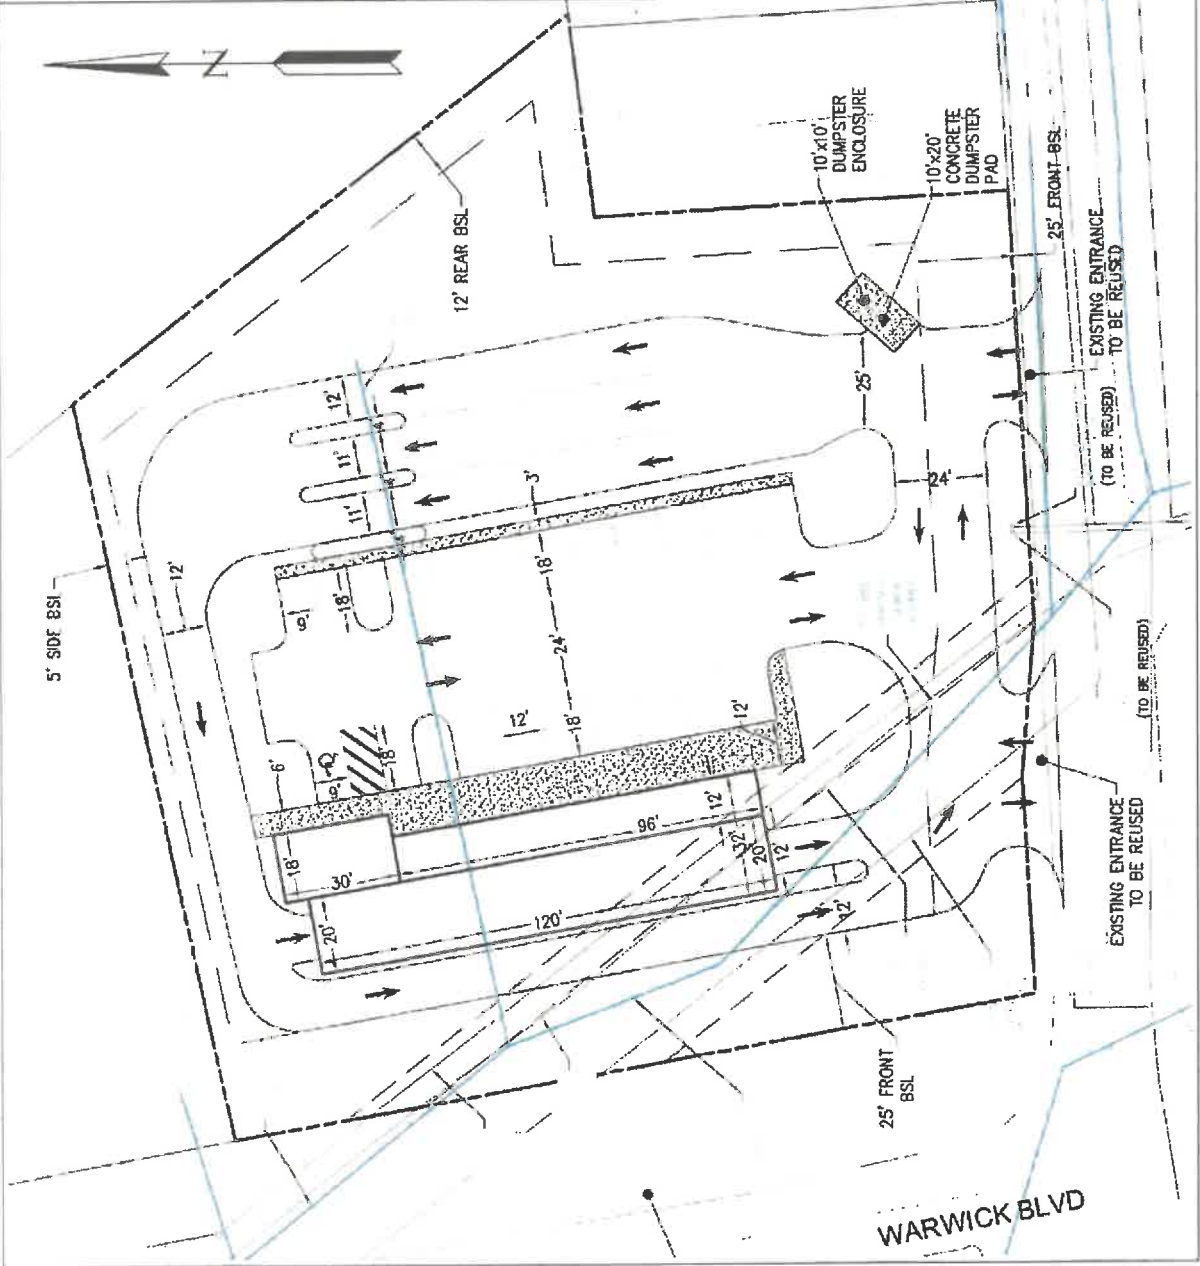 N
5' SIDE BSL
12' REAR BSL
10'x10'
DUMPSTER
ENCLOSURE
10'x20'
CONCRETE
DUMPSTER
PAD
25' FRONT BSL
EXISTING ENTRANCE
TO BE REUSED
(TO BE REUSED)
(TO BE REUSED)
EXISTING ENTRANCE
TO BE REUSED
25' FRONT
BSL
WARWICK BLVD
12'
12'
11'
11'
3'
18'
24'
18'
9'
18'
12'
6'
9'
18'
12'
25'
24'
18'
30'
96'
12'
32'
20'
12'
20'
120'
12'